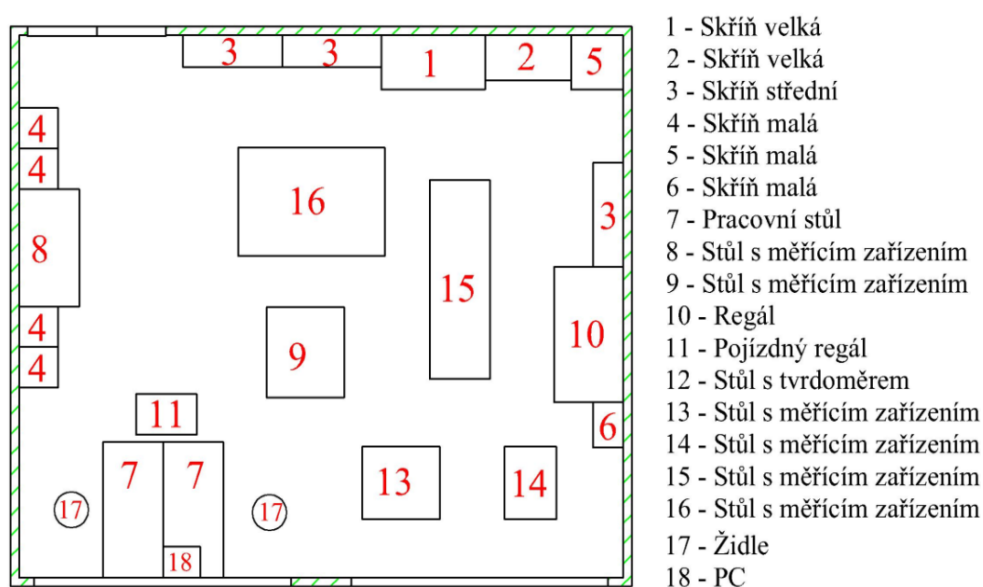 3 3 1 2 5
4
4
16
3
8
15
10
9
4
4
11
6
7 7
13
14
17
17
18
1 - Skříň velká
2 - Skříň velká
3 - Skříň střední
4 - Skříň malá
5 - Skříň malá
6 - Skříň malá
7 - Pracovní stůl
8 - Stůl s měřícím zařízením
9 - Stůl s měřícím zařízením
10 - Regál
11 - Pojízdný regál
12 - Stůl s tvrdoměrem
13 - Stůl s měřícím zařízením
14 - Stůl s měřícím zařízením
15 - Stůl s měřícím zařízením
16 - Stůl s měřícím zařízením
17 - Židle
18 - PC